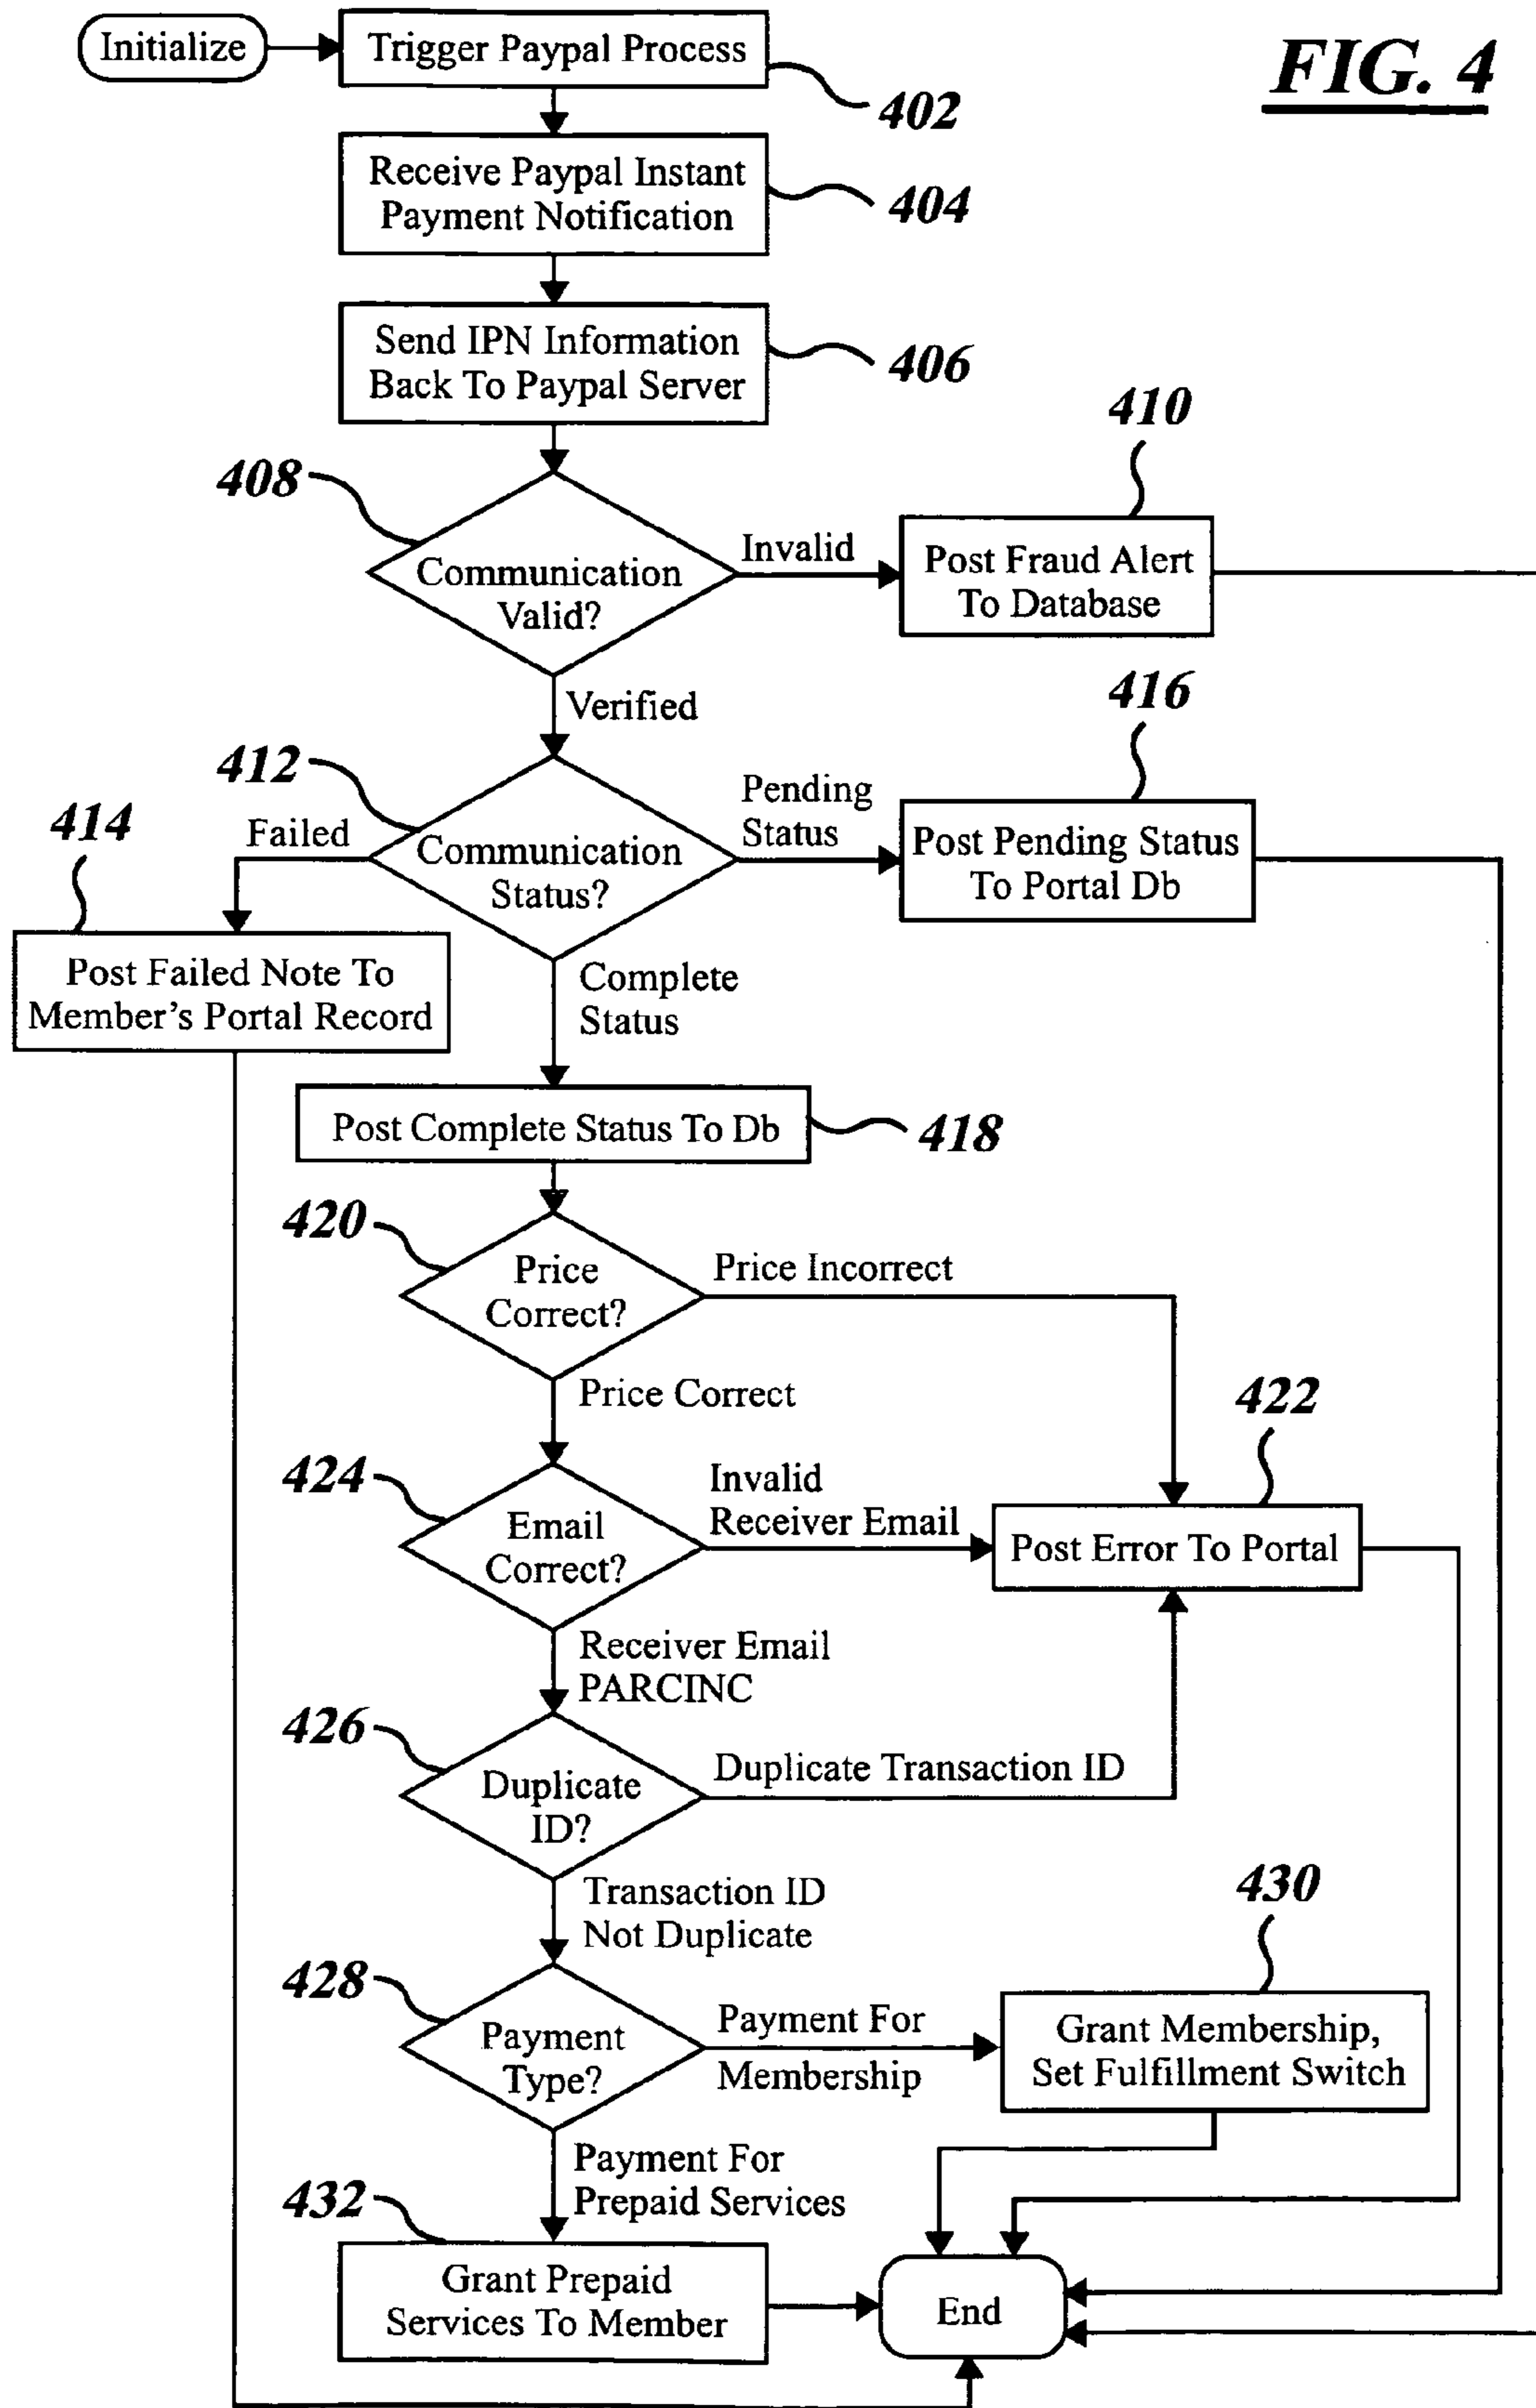 Initialize
Trigger Paypal Process
FIG. 4
402
Receive Paypal Instant
Payment Notification
404
Send IPN Information
Back To Paypal Server
406
410
408
Communication
Valid?
Invalid
Post Fraud Alert
To Database
Verified
416
412
414
Failed
Communication
Status?
Pending
Status
Post Pending Status
To Portal Db
Post Failed Note To
Member's Portal Record
Complete
Status
Post Complete Status To Db
418
420
Price
Correct?
Price Incorrect
Price Correct
422
424
Email
Correct?
Invalid
Receiver Email
Post Error To Portal
Receiver Email
PARCINC
426
Duplicate
ID?
Duplicate Transaction ID
Transaction ID
Not Duplicate
430
428
Payment
Type?
Payment For
Membership
Grant Membership,
Set Fulfillment Switch
Payment For
Prepaid Services
432
Grant Prepaid
Services To Member
End